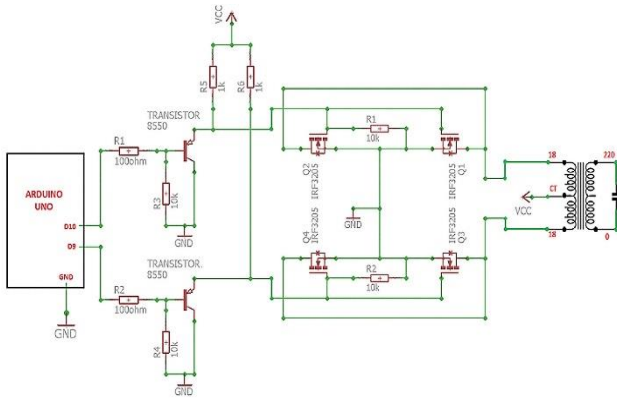 VCC
R5
1k
R6
1k
TRANSISTOR
8S50
R1
100ohm
R3
10k
GND
ARDUINO
UNO
D10
D9
GND
GND
TRANSISTOR.
8S50
R2
100ohm
R4
10k
GND
R1
10k
Q2
IRF3205
Q1
IRF3205
GND
Q4
IRF3205
Q3
IRF3205
R2
10k
18
CT
VCC
18
220
0